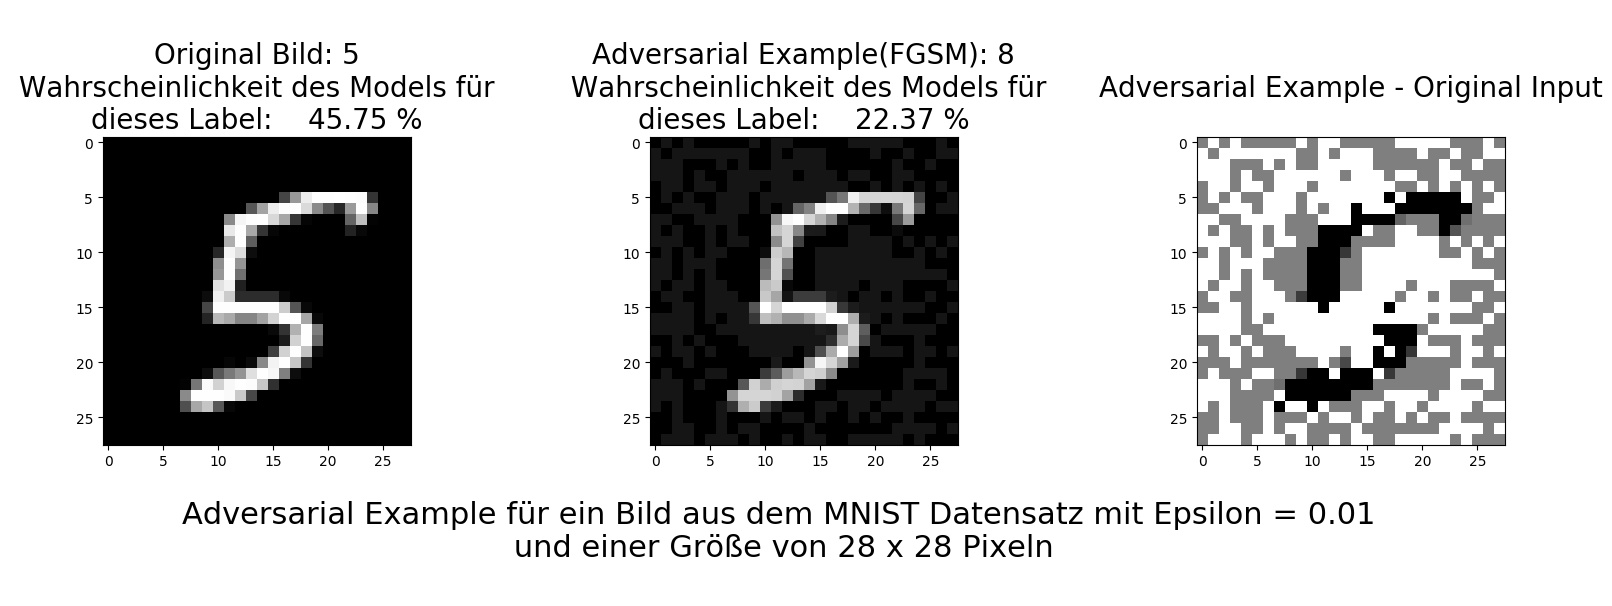 Original Bild: 5
Wahrscheinlichkeit des Models für
dieses Label: 45.75 %
Adversarial Example(FGSM): 8
Wahrscheinlichkeit des Models für
dieses Label: 22.37 %
Adversarial Example - Original Input
0
5
10
15
20
25
0 5 10 15 20 25
0
5
10
15
20
25
0 5 10 15 20 25
0
5
10
15
20
25
0 5 10 15 20 25
5
5
Adversarial Example für ein Bild aus dem MNIST Datensatz mit Epsilon = 0.01
und einer Größe von 28 x 28 Pixeln